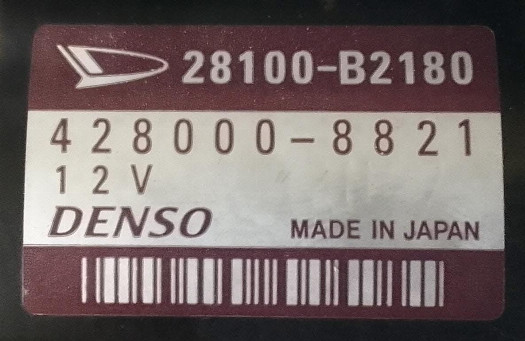 28100-B2180
428000-8821
12V
DENSO MADE IN JAPAN